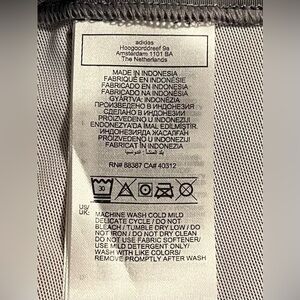 adidas
Hoogoorddreef 9a
Amsterdam 1101 BA
The Netherlands
MADE IN INDONESIA
FABRIQUÉ EN INDONÉSIE
FABRICADO EN INDONESIA
FABRICADO NA INDONÉSIA
GYÁRTVA: INDONÉZIA
ПРОИЗВЕДЕНО В ИНДОНЕЗИЯ
СДЕЛАНО В ИНДОНЕЗИИ
PROIZVEDENO U INDONEZIJI
ENDONEZYA'DA İMAL EDİLMİŞTİR
ИНДОНЕЗИЯДА ЖАСАЛҒАН
PROIZVEDENO U INDONEZIJI
FABRICAT ÎN INDONEZIA
RN# 88387 CA# 40312
30
US/
UK:
MACHINE WASH COLD MILD
DELICATE CYCLE / DO NOT
BLEACH / TUMBLE DRY LOW / DO
NOT IRON / DO NOT DRY CLEAN
DO NOT USE FABRIC SOFTENER/
USE MILD DETERGENT ONLY/
WASH WITH LIKE COLORS/
REMOVE PROMPTLY AFTER WASH